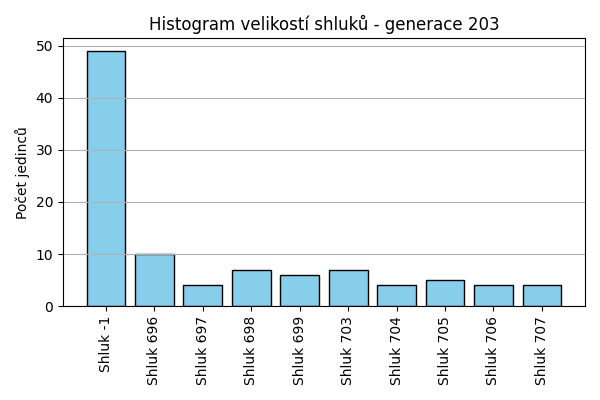 Histogram velikostí shluků - generace 203
Počet jedinců
50
40
30
20
10
0
Shluk -1
Shluk 696
Shluk 697
Shluk 698
Shluk 699
Shluk 703
Shluk 704
Shluk 705
Shluk 706
Shluk 707